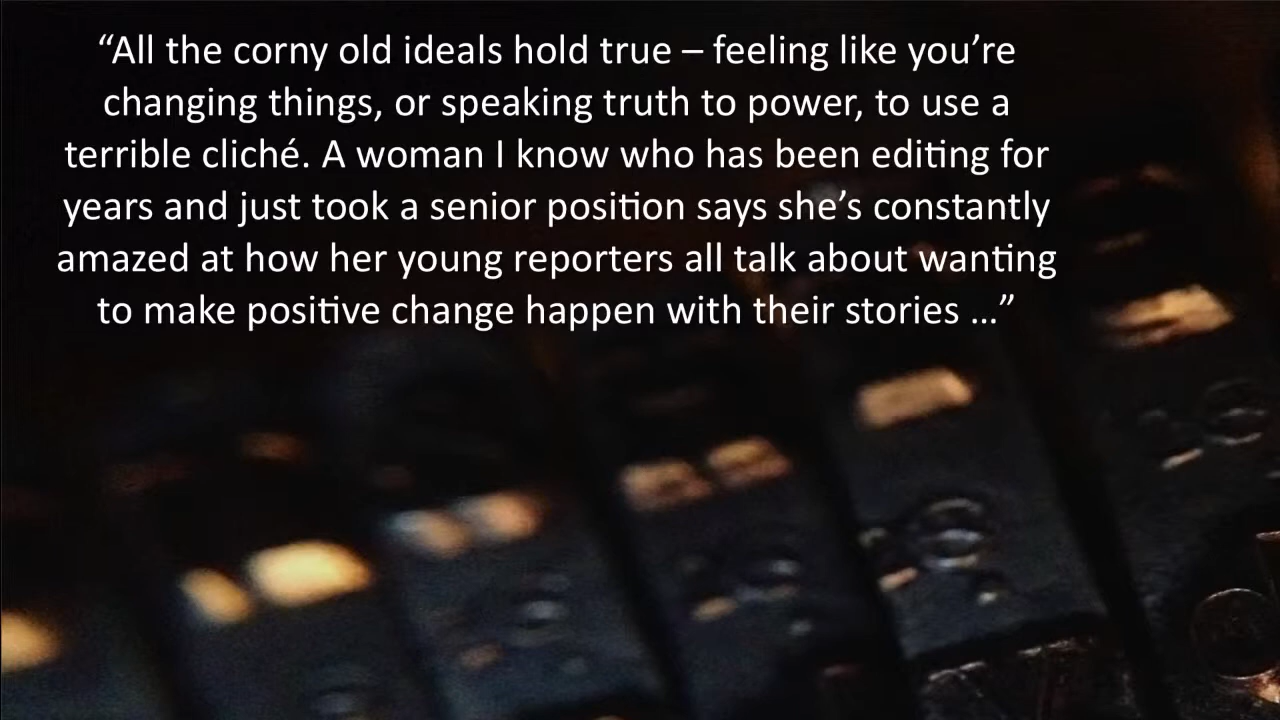 “All the corny old ideals hold true – feeling like you’re
changing things, or speaking truth to power, to use a
terrible cliché. A woman I know who has been editing for
years and just took a senior position says she’s constantly
amazed at how her young reporters all talk about wanting
to make positive change happen with their stories …”